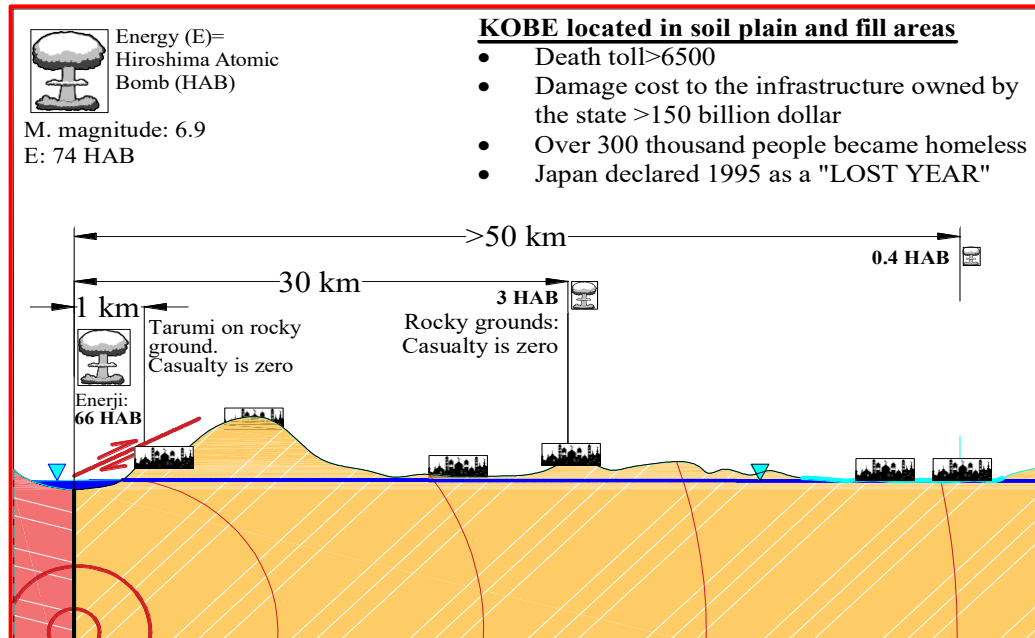 Energy (E)=
Hiroshima Atomic
Bomb (HAB)
M. magnitude: 6.9
E: 74 HAB
KOBE located in soil plain and fill areas
• Death toll>6500
• Damage cost to the infrastructure owned by
the state >150 billion dollar
• Over 300 thousand people became homeless
• Japan declared 1995 as a "LOST YEAR"
>50 km
0.4 HAB
30 km
3 HAB
Rocky grounds:
Casualty is zero
1 km
Tarumi on rocky
ground.
Casualty is zero
Enerji:
66 HAB